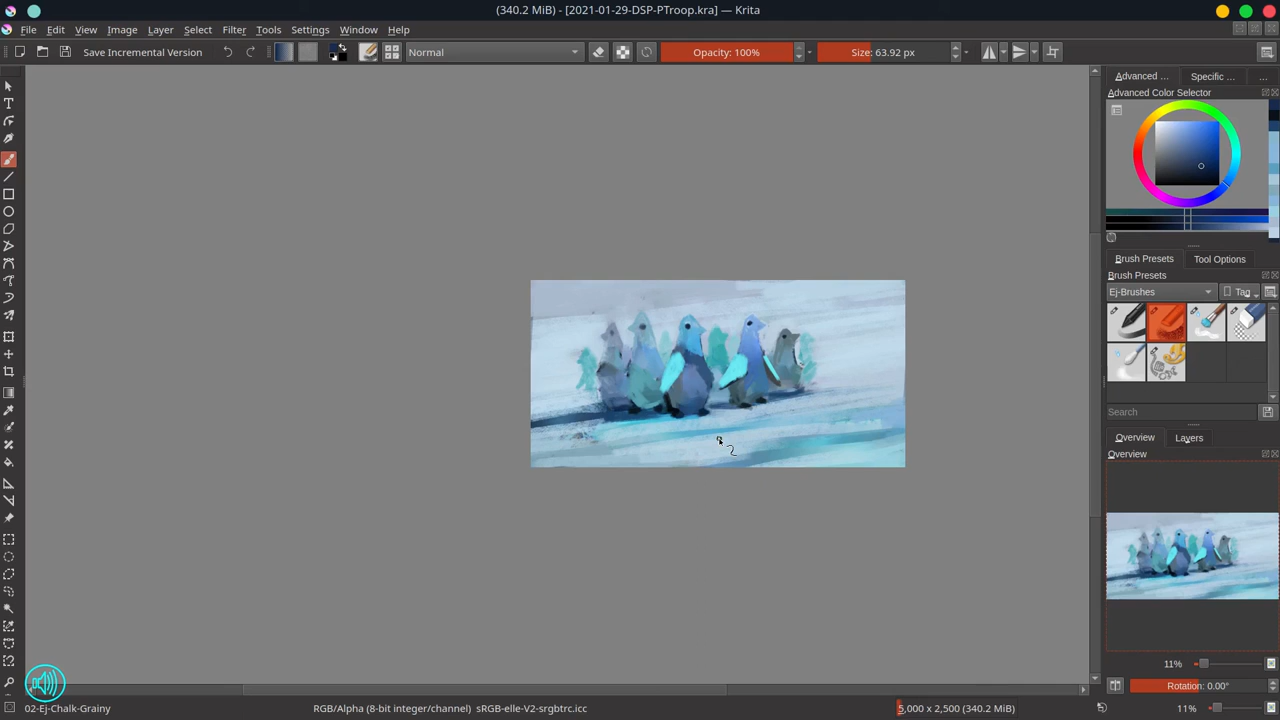 (340.2 MiB) - [2021-01-29-DSP-PTroop.kra] — Krita
File Edit View Image Layer Select Filter Tools Settings Window Help
Save Incremental Version
Normal
Opacity: 100%
Size: 63.92 px
Advanced ...
Specific ...
...
Advanced Color Selector
Brush Presets
Tool Options
Brush Presets
Ej-Brushes
Tag
Search
Overview
Layers
Overview
11%
Rotation: 0.00°
02-Ej-Chalk-Grainy
RGB/Alpha (8-bit integer/channel) sRGB-elle-V2-srgbtrc.icc
5,000 x 2,500 (340.2 MiB)
11%